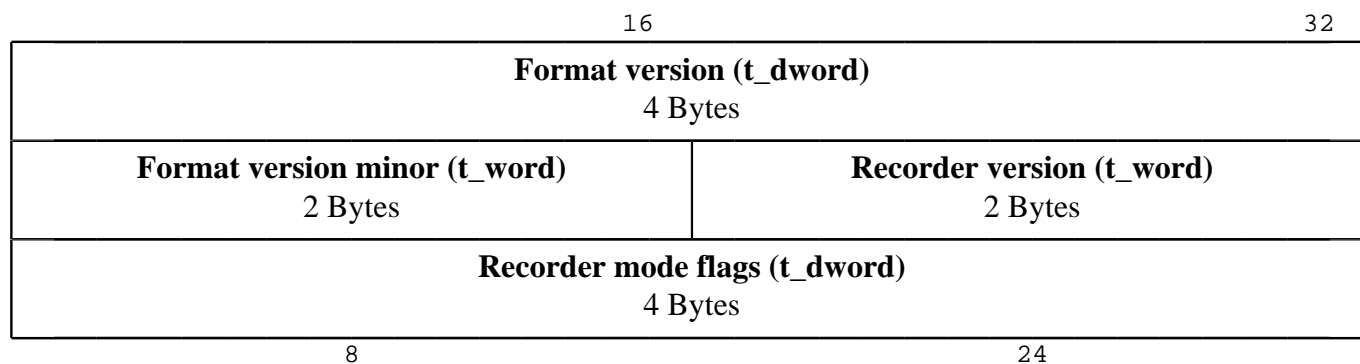 16 32
Format version (t_dword)
4 Bytes
Format version minor (t_word) Recorder version (t_word)
2 Bytes 2 Bytes
Recorder mode flags (t_dword)
4 Bytes
8 24